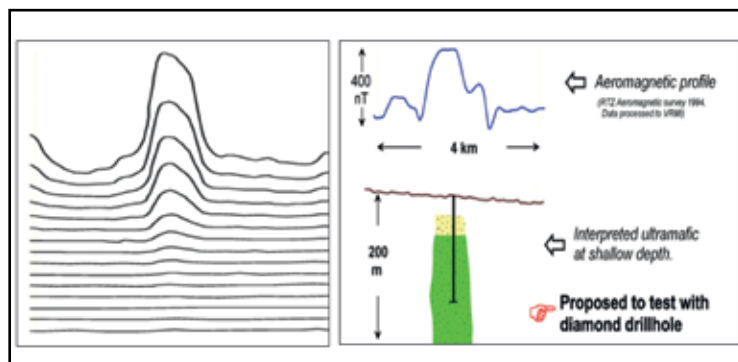 400
nT
Aeromagnetic profile
(RTZ Aeromagnetic survey 1994.
Data processed to VRMI)
4 km
200
m
Interpreted ultramafic
at shallow depth.
Proposed to test with
diamond drillhole